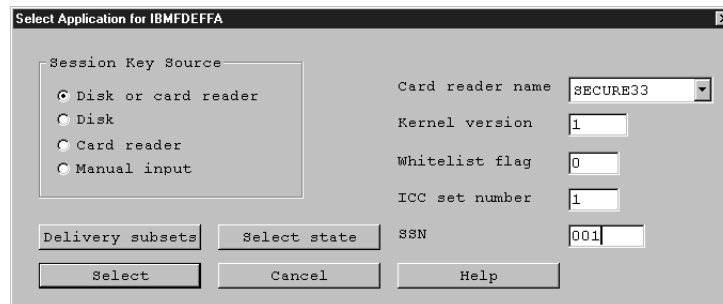 Select Application for IBMFDEFFA
Session Key Source
Disk or card reader
Disk
Card reader
Manual input
Card reader name SECURE33
Kernel version 1
Whitelist flag 0
ICC set number 1
SSN 001
Delivery subsets Select state
Select Cancel Help